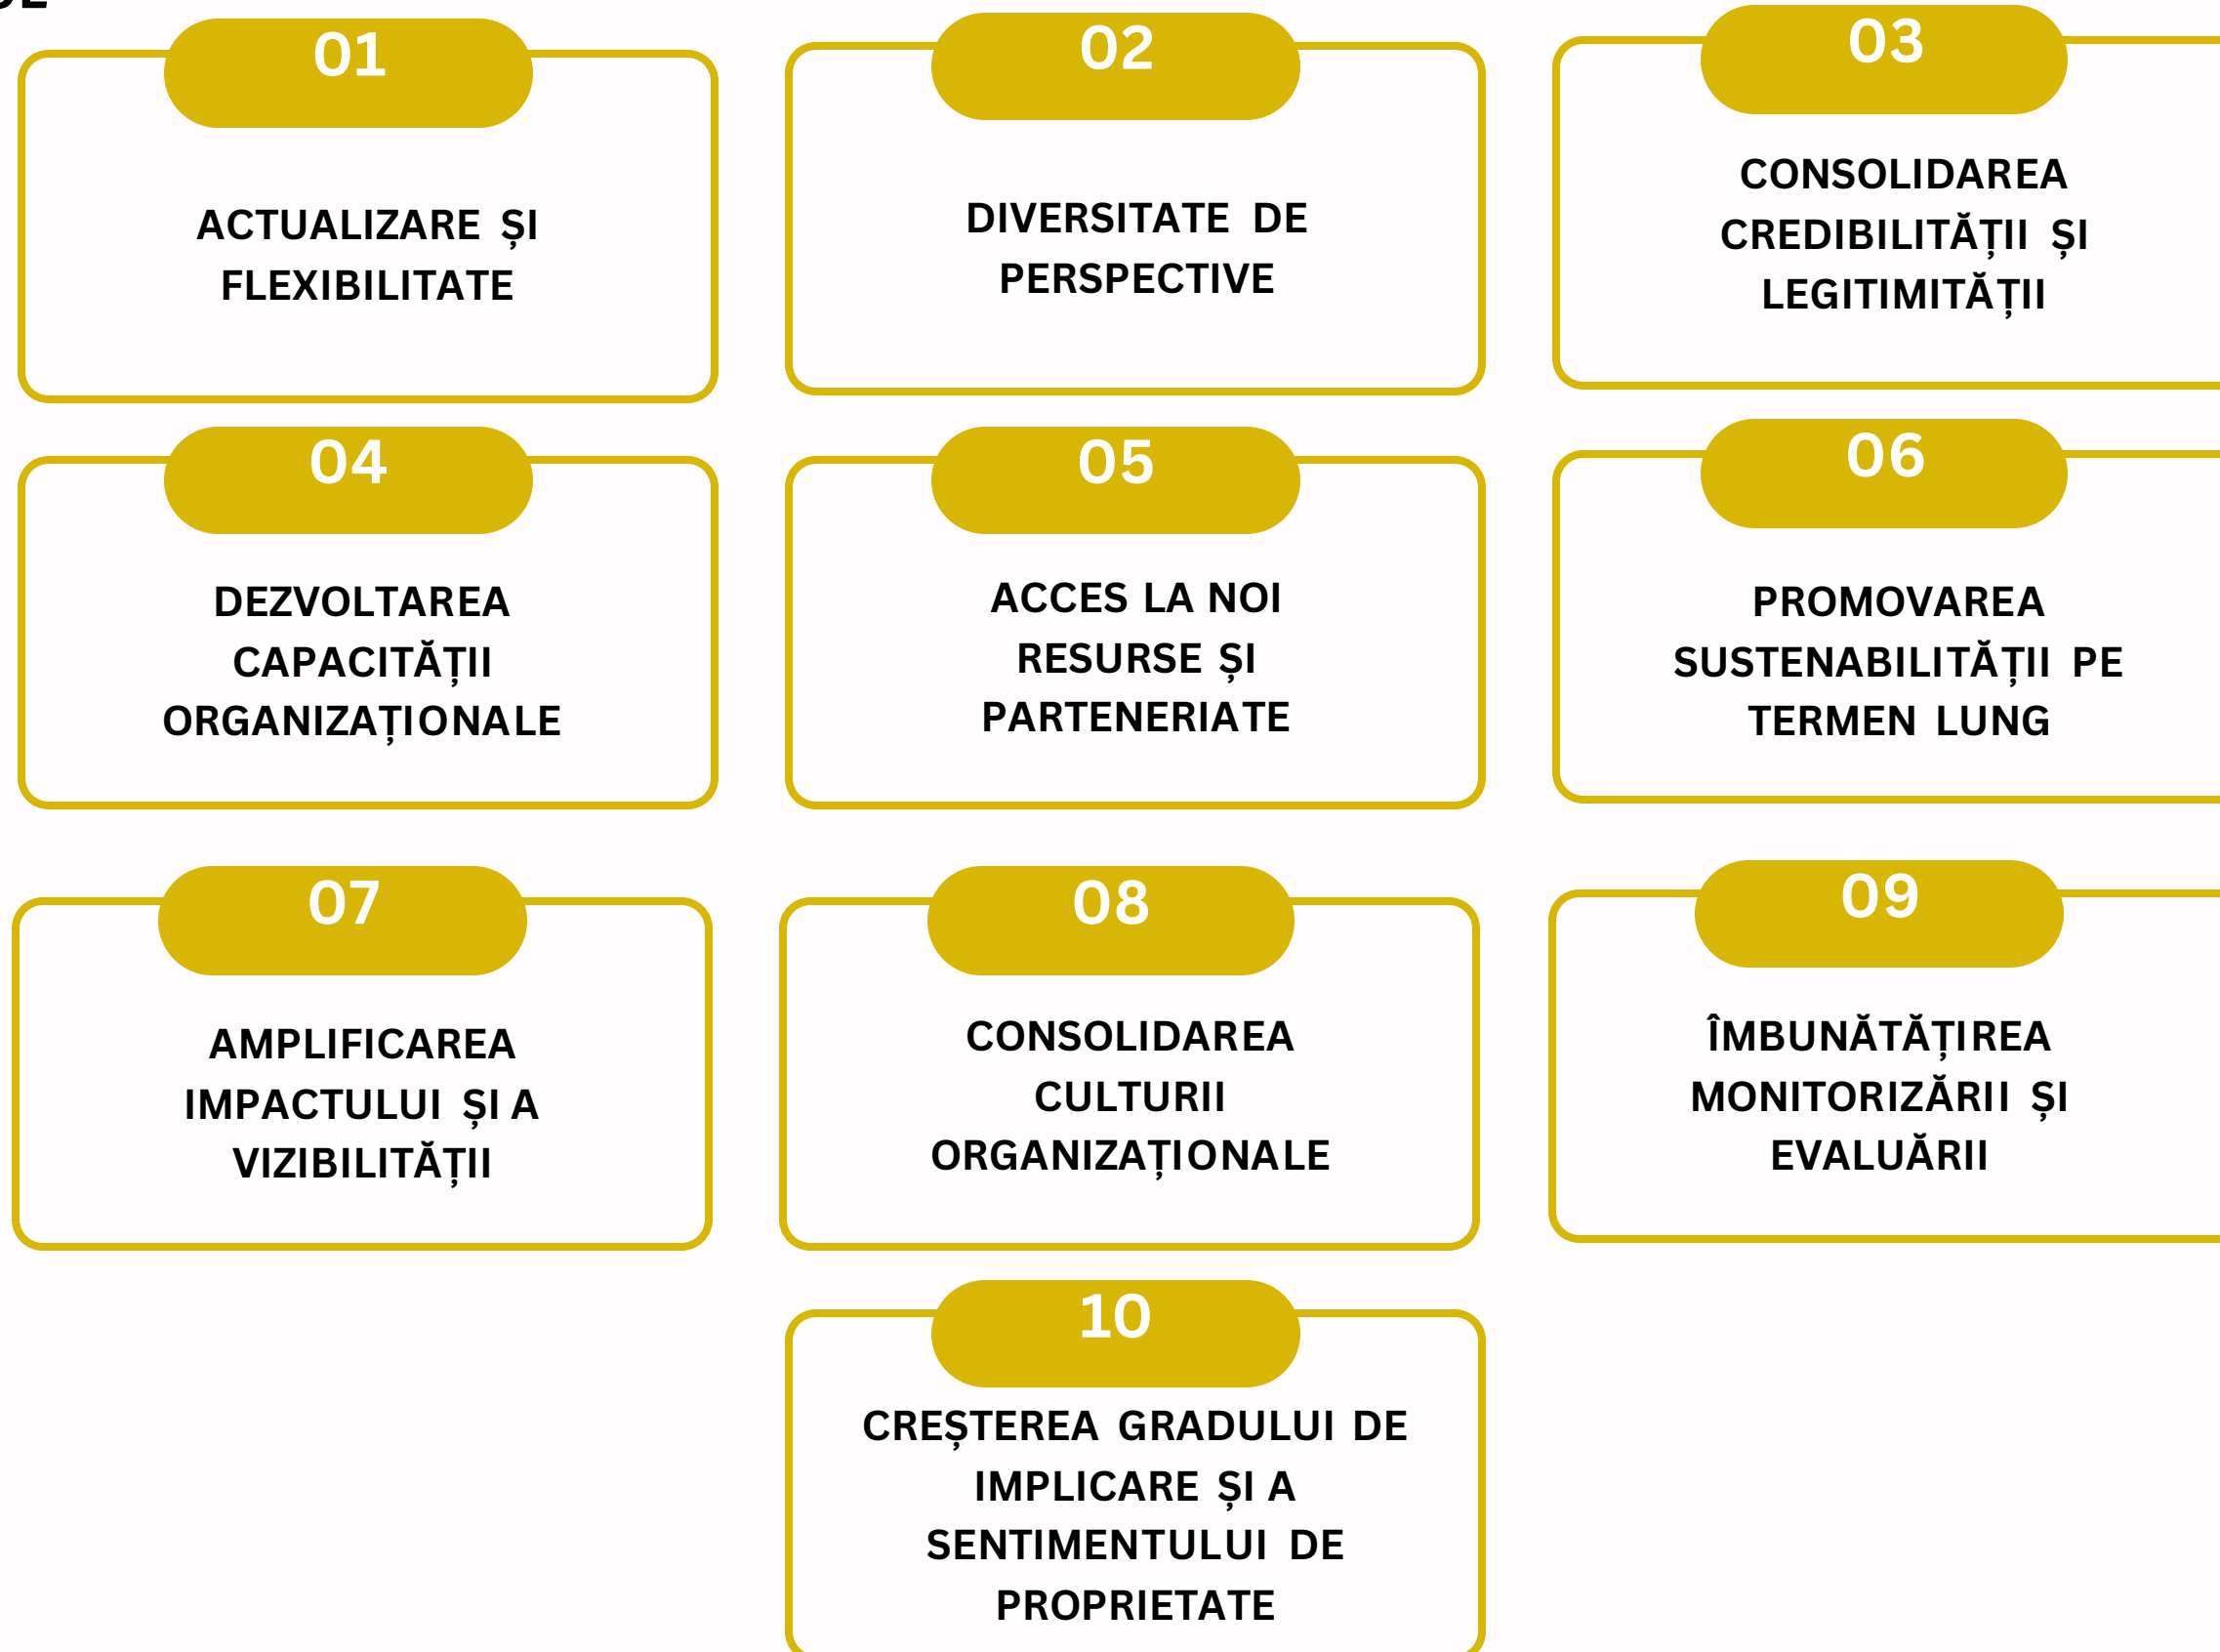 01
ACTUALIZARE ȘI
FLEXIBILITATE
02
DIVERSITATE DE
PERSPECTIVE
03
CONSOLIDAREA
CREDIBILITĂȚII ȘI
LEGITIMITĂȚII
04
DEZVOLTAREA
CAPACITĂȚII
ORGANIZAȚIONALE
05
ACCES LA NOI
RESURSE ȘI
PARTENERIATE
06
PROMOVAREA
SUSTENABILITĂȚII PE
TERMEN LUNG
07
AMPLIFICAREA
IMPACTULUI ȘI A
VIZIBILITĂȚII
08
CONSOLIDAREA
CULTURII
ORGANIZAȚIONALE
09
ÎMBUNĂTĂȚIREA
MONITORIZĂRII ȘI
EVALUĂRII
10
CREȘTEREA GRADULUI DE
IMPLICARE ȘI A
SENTIMENTULUI DE
PROPRIETATE